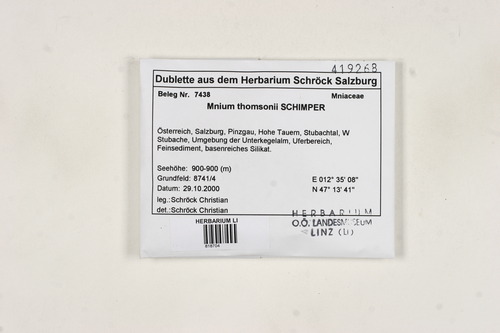 419268
Dublette aus dem Herbarium Schröck Salzburg
Beleg Nr. 7438 Mniaceae
Mnium thomsonii SCHIMPER
Österreich, Salzburg, Pinzgau, Hohe Tauern, Stubachtal, W
Stubache, Umgebung der Unterkegelalm, Uferbereich,
Feinsediment, basenreiches Silikat.
Seehöhe: 900-900 (m)
Grundfeld: 8741/4 E 012° 35' 08"
Datum: 29.10.2000 N 47° 13' 41"
leg.: Schröck Christian
det.: Schröck Christian
HERBARIUM
O.Ö. LANDESMUSEUM
LINZ (LI)
HERBARIUM LI